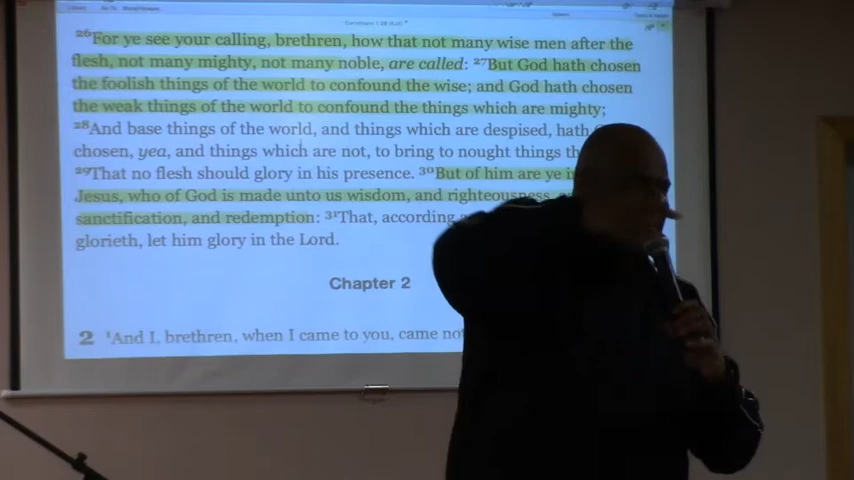 ²⁶For ye see your calling, brethren, how that not many wise men after the
flesh, not many mighty, not many noble, are called: ²⁷But God hath chosen
the foolish things of the world to confound the wise; and God hath chosen
the weak things of the world to confound the things which are mighty;
²⁸And base things of the world, and things which are despised, hath
chosen, yea, and things which are not, to bring to nought things
²⁹That no flesh should glory in his presence. ³⁰But of him are ye
Jesus, who of God is made unto us wisdom, and righteousness,
sanctification, and redemption: ³¹That, according
glorieth, let him glory in the Lord.
Chapter 2
2 ¹And I, brethren, when I came to you, came